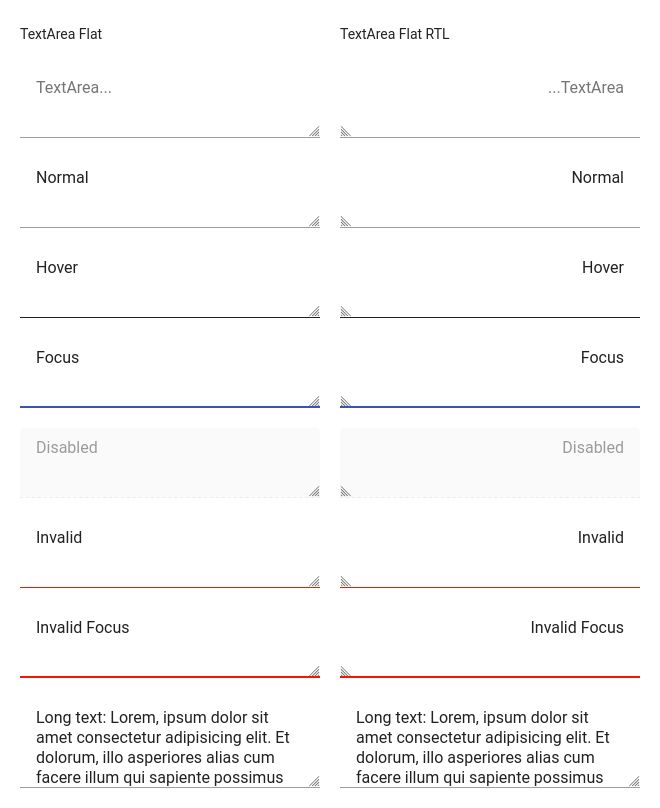 TextArea Flat
TextArea Flat RTL
TextArea...
...TextArea
Normal
Normal
Hover
Hover
Focus
Focus
Disabled
Disabled
Invalid
Invalid
Invalid Focus
Invalid Focus
Long text: Lorem, ipsum dolor sit
amet consectetur adipisicing elit. Et
dolorum, illo asperiores alias cum
facere illum qui sapiente possimus
Long text: Lorem, ipsum dolor sit
amet consectetur adipisicing elit. Et
dolorum, illo asperiores alias cum
facere illum qui sapiente possimus